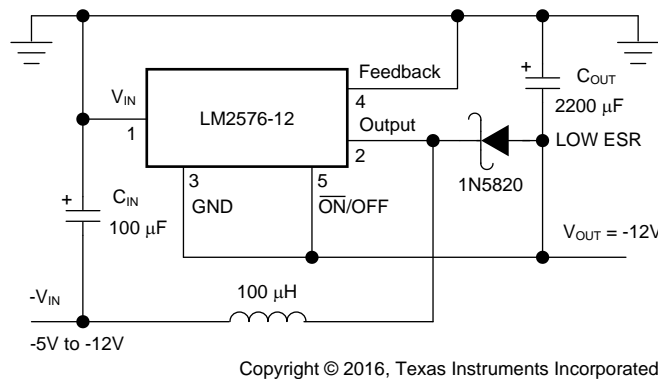 Feedback
+
C_OUT
V_IN
4
2200 μF
1
LM2576-12
Output
2
LOW ESR
3
5
1N5820
+
C_IN
GND
ON/OFF
100 μF
V_OUT = -12V
-V_IN
100 μH
-5V to -12V
Copyright © 2016, Texas Instruments Incorporated